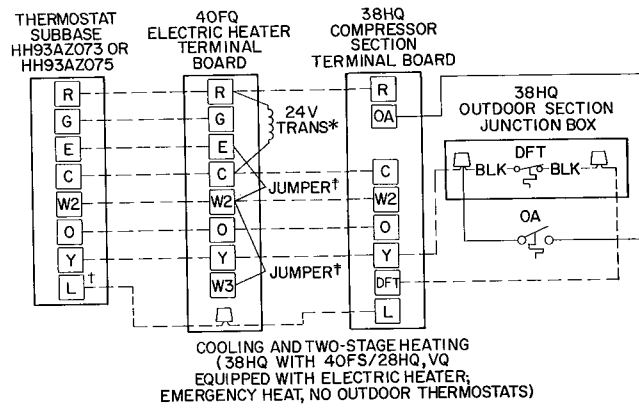 THERMOSTAT
SUBBASE
HH93AZ073 OR
HH93AZ075
R
G
E
C
W2
O
Y
L †
40FQ
ELECTRIC HEATER
TERMINAL
BOARD
R
G
E
C
W2
O
Y
W3
24V
TRANS*
JUMPER†
JUMPER†
38HQ
COMPRESSOR
SECTION
TERMINAL BOARD
R
OA
C
W2
O
Y
DFT
L
38HQ
OUTDOOR SECTION
JUNCTION BOX
DFT
BLK BLK
OA
COOLING AND TWO-STAGE HEATING
(38HQ WITH 40FS/28HQ,VQ
EQUIPPED WITH ELECTRIC HEATER;
EMERGENCY HEAT, NO OUTDOOR THERMOSTATS)